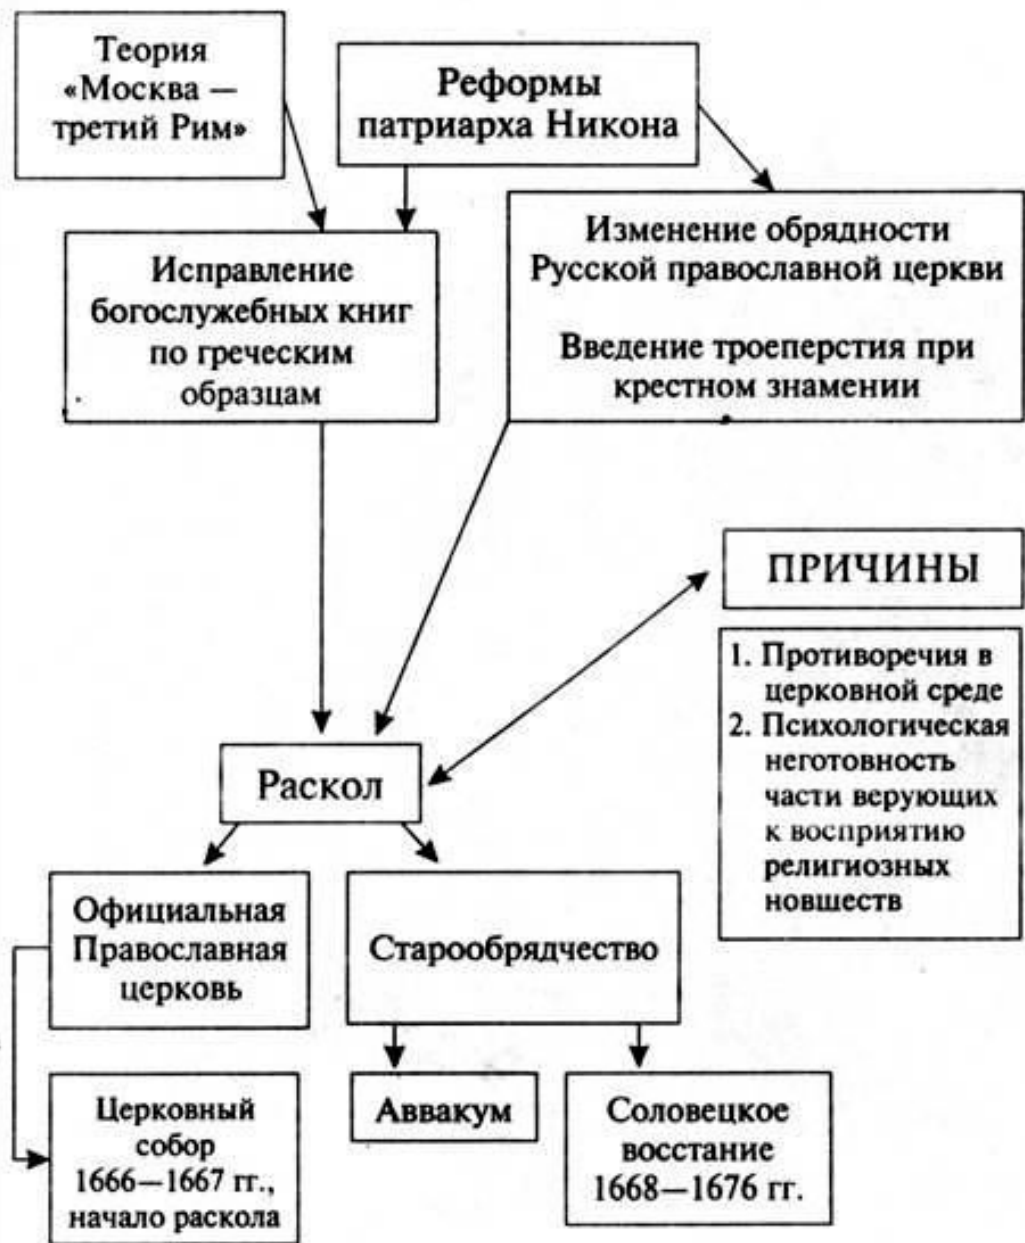 Теория
«Москва —
третий Рим»
Реформы
патриарха Никона
Исправление
богослужебных книг
по греческим
образцам
Изменение обрядности
Русской православной церкви
Введение троеперстия при
крестном знамении
ПРИЧИНЫ
1. Противоречия в
церковной среде
2. Психологическая
неготовность
части верующих
к восприятию
религиозных
новшеств
Раскол
Официальная
Православная
церковь
Старообрядчество
Церковный
собор
1666—1667 гг.,
начало раскола
Аввакум
Соловецкое
восстание
1668—1676 гг.